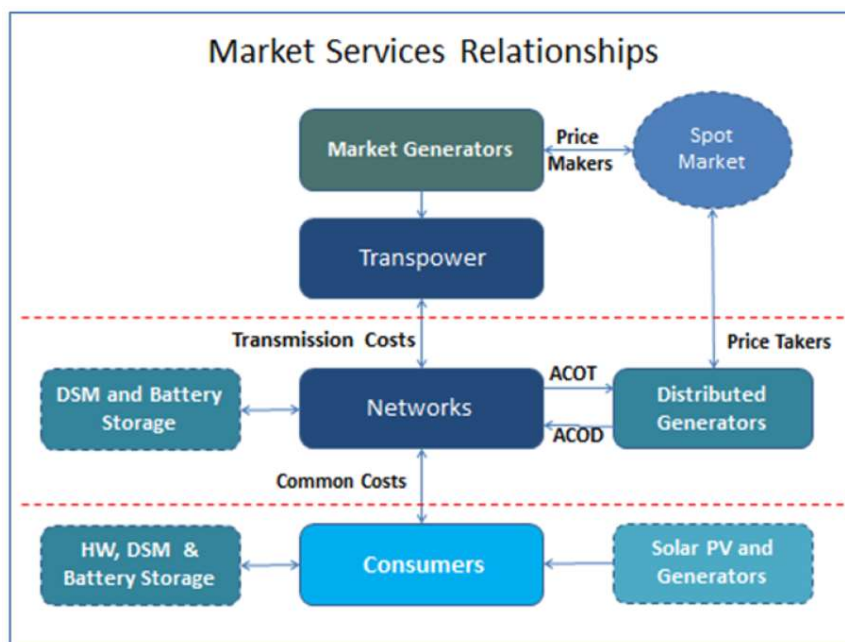 Market Services Relationships
Market Generators
Price
Makers
Spot
Market
Transpower
Transmission Costs
Price Takers
DSM and Battery
Storage
Networks
ACOT
ACOD
Distributed
Generators
Common Costs
HW, DSM &
Battery Storage
Consumers
Solar PV and
Generators